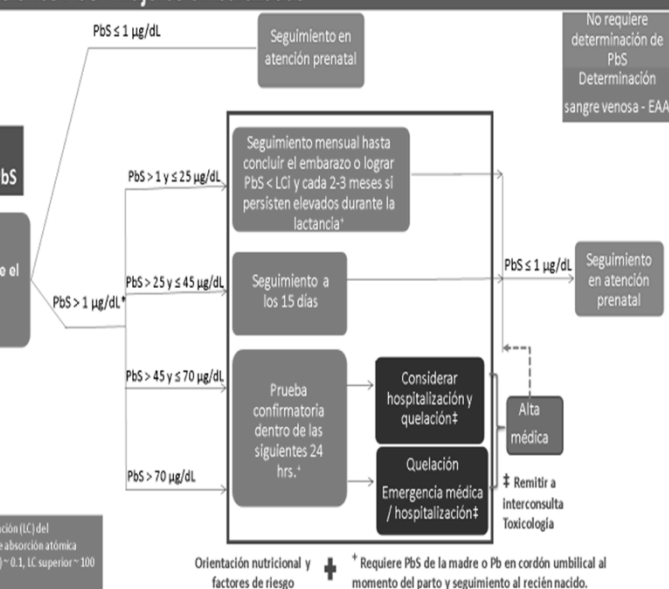 PbS ≤ 1 µg/dL
Seguimiento en
atención prenatal
No requiere
determinación de
PbS
Determinación
sangre venosa - EAA
PbS
e el
PbS > 1 µg/dL*
PbS > 1 y ≤ 25 µg/dL
Seguimiento mensual hasta
concluir el embarazo o lograr
PbS < LCi y cada 2-3 meses si
persisten elevados durante la
lactancia⁺
PbS > 25 y ≤ 45 µg/dL
Seguimiento a
los 15 días
PbS ≤ 1 µg/dL
Seguimiento
en atención
prenatal
PbS > 45 y ≤ 70 µg/dL
Prueba
confirmatoria
dentro de las
siguientes 24
hrs.⁺
Considerar
hospitalización y
quelación‡
PbS > 70 µg/dL
Quelación
Emergencia médica
/ hospitalización‡
Alta
médica
‡ Remitir a
interconsulta
Toxicología
ación (LC) del
e absorción atómica
) ~ 0.1, LC superior ~ 100
Orientación nutricional y
factores de riesgo
⁺ Requiere PbS de la madre o Pb en cordón umbilical al
momento del parto y seguimiento al recién nacido.